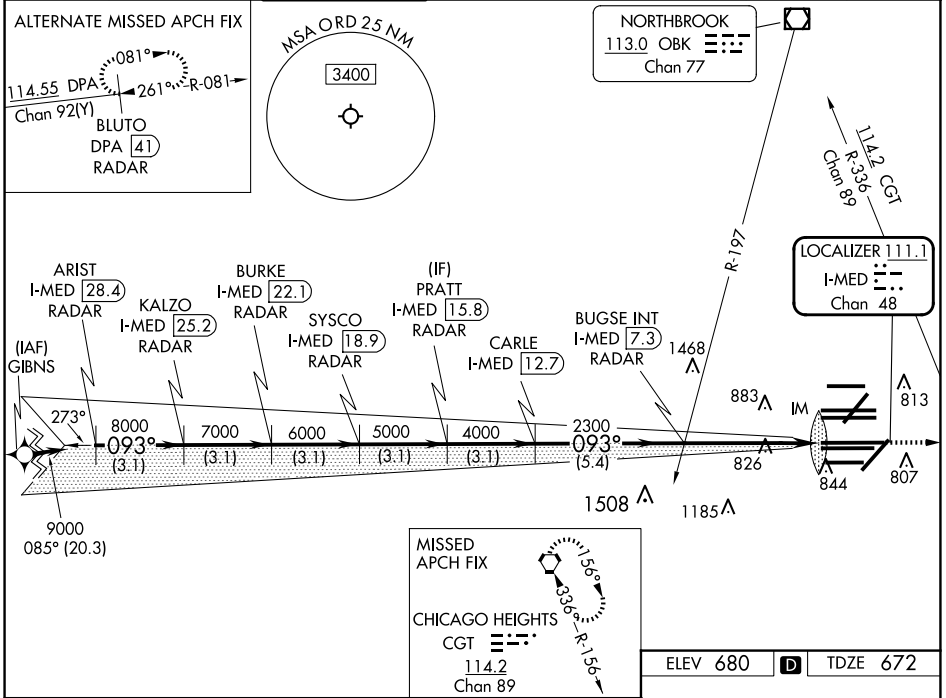 ALTERNATE MISSED APCH FIX
081°
114.55 DPA
261°
R-081
Chan 92(Y)
BLUTO
DPA 41
RADAR
MSA ORD 25 NM
3400
NORTHBROOK
113.0 OBK
Chan 77
114.2 CGT
R-336
Chan 89
R-197
LOCALIZER 111.1
I-MED
Chan 48
ARIST
I-MED 28.4
RADAR
KALZO
I-MED 25.2
RADAR
BURKE
I-MED 22.1
RADAR
SYSCO
I-MED 18.9
RADAR
(IF)
PRATT
I-MED 15.8
RADAR
CARLE
I-MED 12.7
BUGSE INT
I-MED 7.3
RADAR
(IAF)
GIBNS
1468
883
IM
813
273°
8000
7000
6000
5000
4000
2300
093°
093°
(3.1)
(3.1)
(3.1)
(3.1)
(3.1)
(5.4)
826
844
807
1508
1185
9000
085° (20.3)
MISSED
APCH FIX
156°
336°
R-156
CHICAGO HEIGHTS
CGT
114.2
Chan 89
ELEV 680
D
TDZE 672